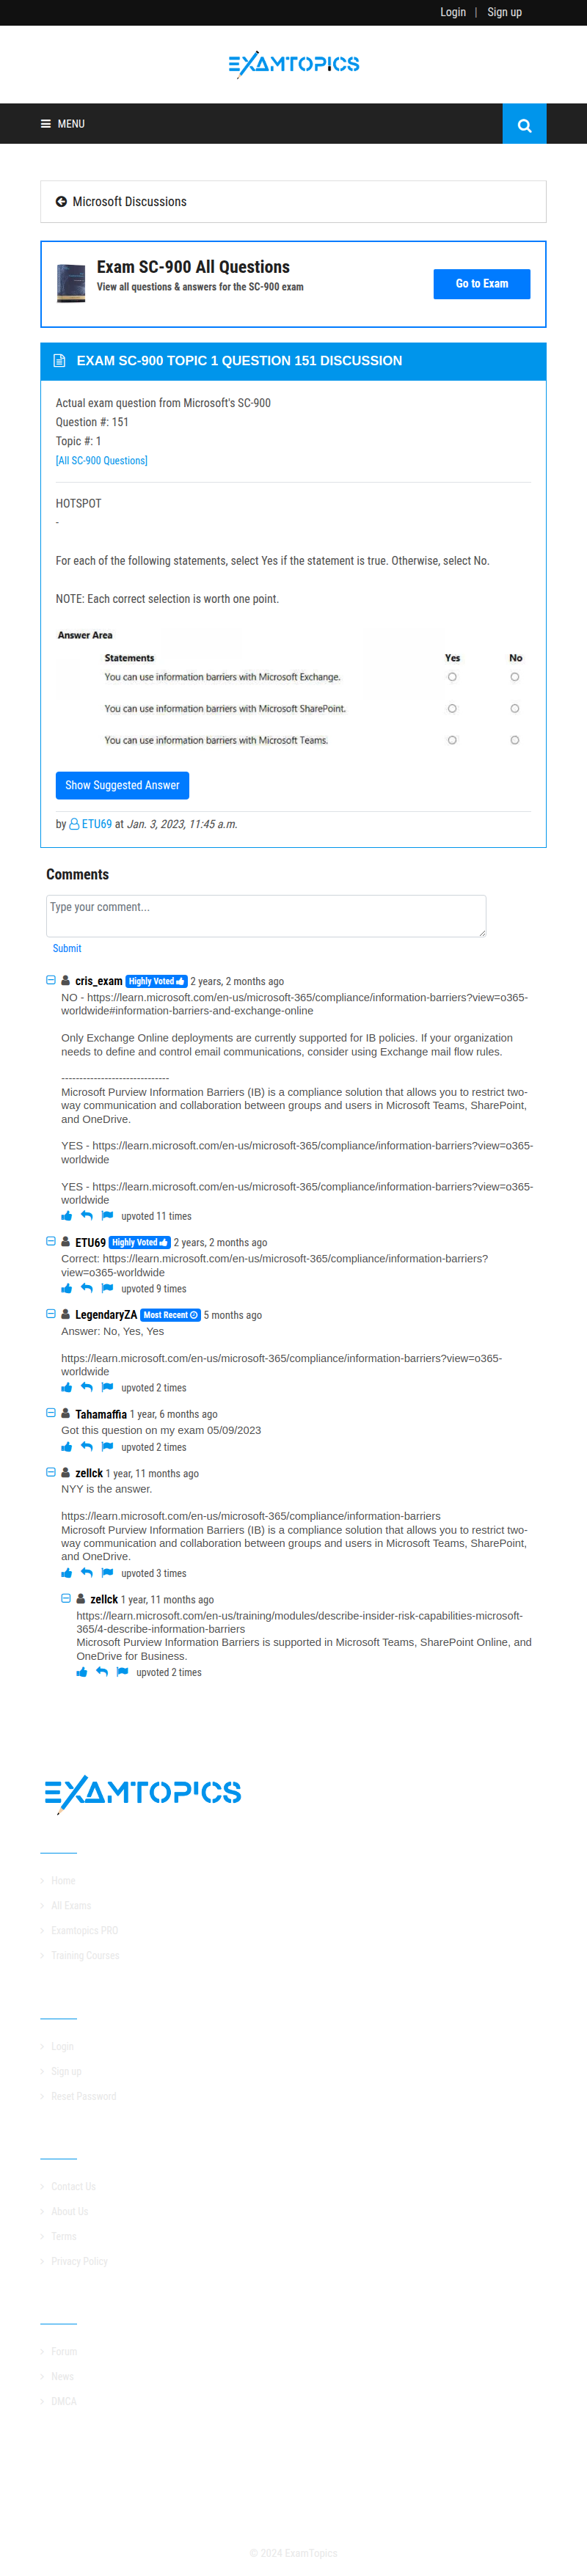 Login | Sign up
EXAMTOPICS
MENU
Microsoft Discussions
Exam SC-900 All Questions
View all questions & answers for the SC-900 exam
Go to Exam
EXAM SC-900 TOPIC 1 QUESTION 151 DISCUSSION
Actual exam question from Microsoft's SC-900
Question #: 151
Topic #: 1
[All SC-900 Questions]
HOTSPOT
-
For each of the following statements, select Yes if the statement is true. Otherwise, select No.
NOTE: Each correct selection is worth one point.
Answer Area
Statements Yes No
You can use information barriers with Microsoft Exchange.
You can use information barriers with Microsoft SharePoint.
You can use information barriers with Microsoft Teams.
Show Suggested Answer
by ETU69 at Jan. 3, 2023, 11:45 a.m.
Comments
Type your comment...
Submit
cris_exam Highly Voted 2 years, 2 months ago
NO - https://learn.microsoft.com/en-us/microsoft-365/compliance/information-barriers?view=o365-
worldwide#information-barriers-and-exchange-online
Only Exchange Online deployments are currently supported for IB policies. If your organization
needs to define and control email communications, consider using Exchange mail flow rules.
------------------------------
Microsoft Purview Information Barriers (IB) is a compliance solution that allows you to restrict two-
way communication and collaboration between groups and users in Microsoft Teams, SharePoint,
and OneDrive.
YES - https://learn.microsoft.com/en-us/microsoft-365/compliance/information-barriers?view=o365-
worldwide
YES - https://learn.microsoft.com/en-us/microsoft-365/compliance/information-barriers?view=o365-
worldwide
upvoted 11 times
ETU69 Highly Voted 2 years, 2 months ago
Correct: https://learn.microsoft.com/en-us/microsoft-365/compliance/information-barriers?
view=o365-worldwide
upvoted 9 times
LegendaryZA Most Recent 5 months ago
Answer: No, Yes, Yes
https://learn.microsoft.com/en-us/microsoft-365/compliance/information-barriers?view=o365-
worldwide
upvoted 2 times
Tahamaffia 1 year, 6 months ago
Got this question on my exam 05/09/2023
upvoted 2 times
zellck 1 year, 11 months ago
NYY is the answer.
https://learn.microsoft.com/en-us/microsoft-365/compliance/information-barriers
Microsoft Purview Information Barriers (IB) is a compliance solution that allows you to restrict two-
way communication and collaboration between groups and users in Microsoft Teams, SharePoint,
and OneDrive.
upvoted 3 times
zellck 1 year, 11 months ago
https://learn.microsoft.com/en-us/training/modules/describe-insider-risk-capabilities-microsoft-
365/4-describe-information-barriers
Microsoft Purview Information Barriers is supported in Microsoft Teams, SharePoint Online, and
OneDrive for Business.
upvoted 2 times
EXAMTOPICS
Home
All Exams
Examtopics PRO
Training Courses
Login
Sign up
Reset Password
Contact Us
About Us
Terms
Privacy Policy
Forum
News
DMCA
© 2024 ExamTopics